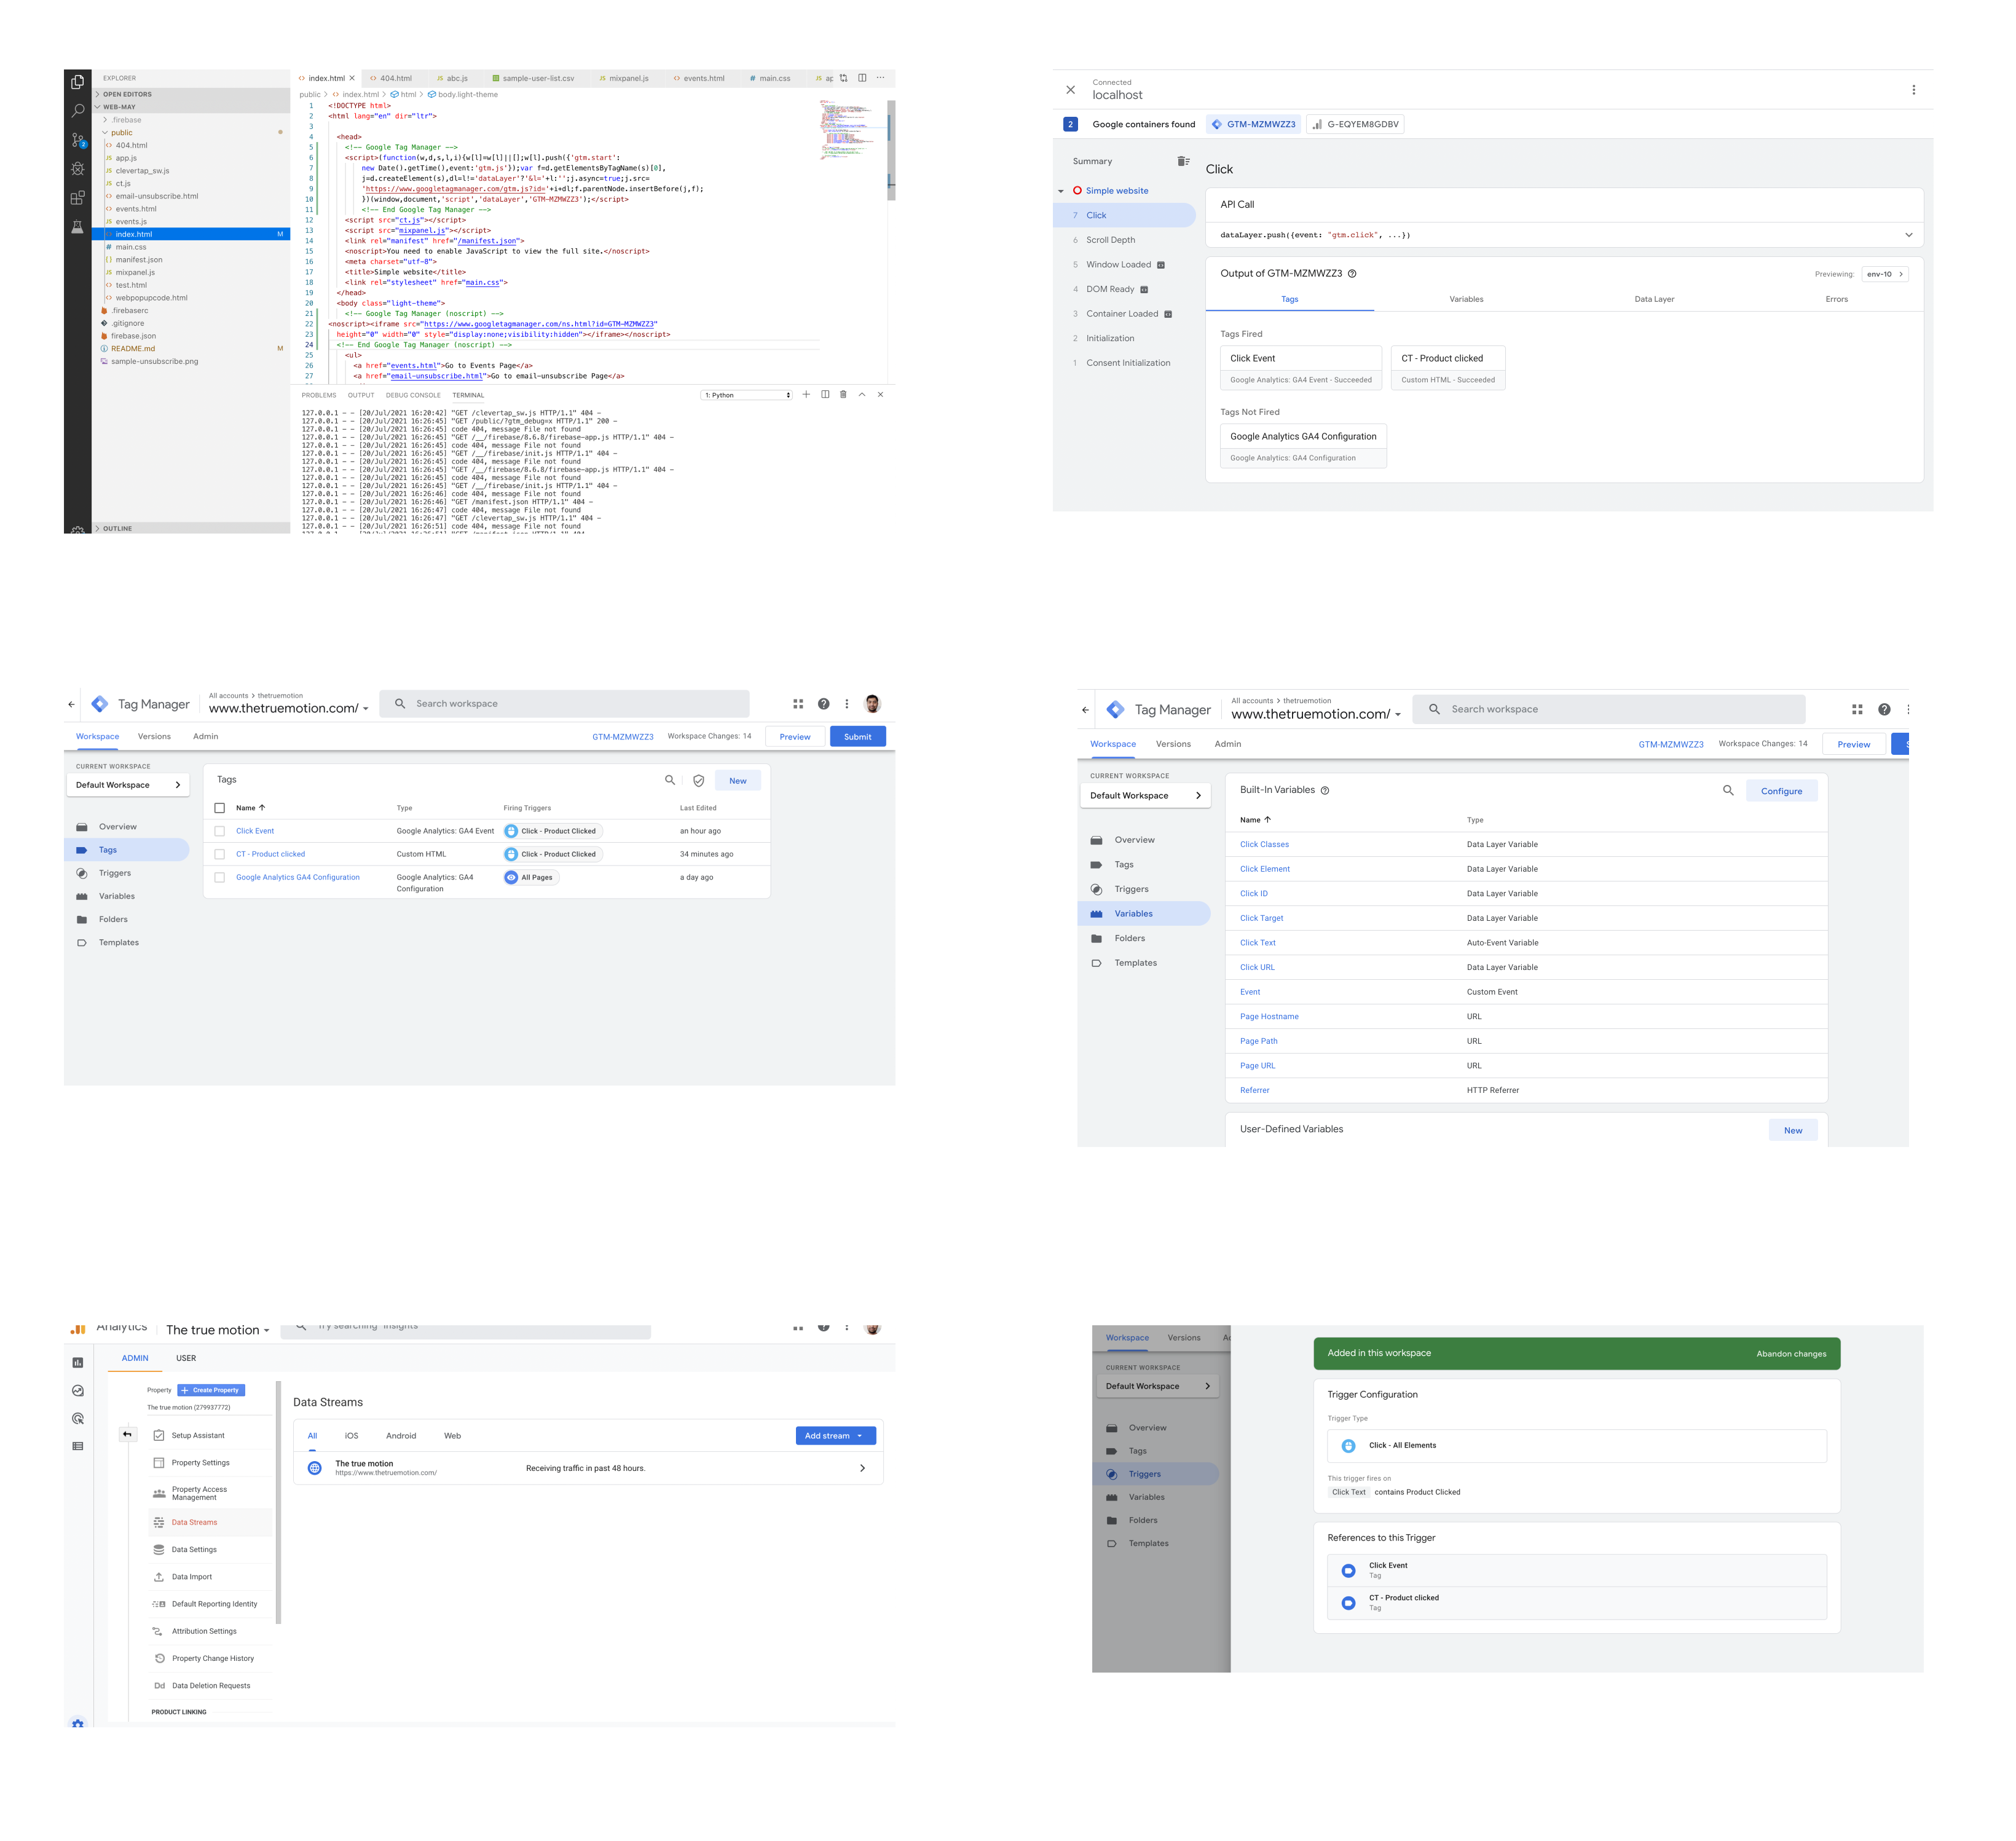 EXPLORER
OPEN EDITORS
WEB-MAY
.firebase
public
404.html
app.js
clevertap_sw.js
ct.js
email-unsubscribe.html
events.html
events.js
index.html M
main.css
manifest.json
mixpanel.js
test.html
webpopupcode.html
.firebaserc
.gitignore
firebase.json
README.md M
sample-unsubscribe.png
OUTLINE
index.html 404.html abc.js sample-user-list.csv mixpanel.js events.html main.css ap
public > index.html > html > body.light-theme
1 <!DOCTYPE html>
2 <html lang="en" dir="ltr">
3
4 <head>
5 <!-- Google Tag Manager -->
6 <script>(function(w,d,s,l,i){w[l]=w[l]||[];w[l].push({'gtm.start':
7 new Date().getTime(),event:'gtm.js'});var f=d.getElementsByTagName(s)[0],
8 j=d.createElement(s),dl=l!='dataLayer'?'&l='+l:'';j.async=true;j.src=
9 'https://www.googletagmanager.com/gtm.js?id='+i+dl;f.parentNode.insertBefore(j,f);
10 })(window,document,'script','dataLayer','GTM-MZMWZZ3');</script>
11 <!-- End Google Tag Manager -->
12 <script src="ct.js"></script>
13 <script src="mixpanel.js"></script>
14 <link rel="manifest" href="/manifest.json">
15 <noscript>You need to enable JavaScript to view the full site.</noscript>
16 <meta charset="utf-8">
17 <title>Simple website</title>
18 <link rel="stylesheet" href="main.css">
19 </head>
20 <body class="light-theme">
21 <!-- Google Tag Manager (noscript) -->
22 <noscript><iframe src="https://www.googletagmanager.com/ns.html?id=GTM-MZMWZZ3"
23 height="0" width="0" style="display:none;visibility:hidden"></iframe></noscript>
24 <!-- End Google Tag Manager (noscript) -->
25 <ul>
26 <a href="events.html">Go to Events Page</a>
27 <a href="email-unsubscribe.html">Go to email-unsubscribe Page</a>
PROBLEMS OUTPUT DEBUG CONSOLE TERMINAL 1: Python
127.0.0.1 - - [20/Jul/2021 16:20:42] "GET /clevertap_sw.js HTTP/1.1" 404 -
127.0.0.1 - - [20/Jul/2021 16:26:45] "GET /public/?gtm_debug=x HTTP/1.1" 200 -
127.0.0.1 - - [20/Jul/2021 16:26:45] code 404, message File not found
127.0.0.1 - - [20/Jul/2021 16:26:45] "GET /__/firebase/8.6.8/firebase-app.js HTTP/1.1" 404 -
127.0.0.1 - - [20/Jul/2021 16:26:45] code 404, message File not found
127.0.0.1 - - [20/Jul/2021 16:26:45] "GET /__/firebase/init.js HTTP/1.1" 404 -
127.0.0.1 - - [20/Jul/2021 16:26:45] code 404, message File not found
127.0.0.1 - - [20/Jul/2021 16:26:45] "GET /__/firebase/8.6.8/firebase-app.js HTTP/1.1" 404 -
127.0.0.1 - - [20/Jul/2021 16:26:45] code 404, message File not found
127.0.0.1 - - [20/Jul/2021 16:26:45] "GET /__/firebase/init.js HTTP/1.1" 404 -
127.0.0.1 - - [20/Jul/2021 16:26:46] code 404, message File not found
127.0.0.1 - - [20/Jul/2021 16:26:46] "GET /manifest.json HTTP/1.1" 404 -
127.0.0.1 - - [20/Jul/2021 16:26:47] code 404, message File not found
127.0.0.1 - - [20/Jul/2021 16:26:47] "GET /clevertap_sw.js HTTP/1.1" 404 -
127.0.0.1 - - [20/Jul/2021 16:26:51] code 404, message File not found
Connected
localhost
2 Google containers found GTM-MZMWZZ3 G-EQYEM8GDBV
Summary
Simple website
7 Click
6 Scroll Depth
5 Window Loaded
4 DOM Ready
3 Container Loaded
2 Initialization
1 Consent Initialization
Click
API Call
dataLayer.push({event: "gtm.click", ...})
Output of GTM-MZMWZZ3 Previewing: env-10
Tags Variables Data Layer Errors
Tags Fired
Click Event CT - Product clicked
Google Analytics: GA4 Event - Succeeded Custom HTML - Succeeded
Tags Not Fired
Google Analytics GA4 Configuration
Google Analytics: GA4 Configuration
Tag Manager
All accounts > thetruemotion
www.thetruemotion.com/
Search workspace
Workspace Versions Admin GTM-MZMWZZ3 Workspace Changes: 14 Preview Submit
CURRENT WORKSPACE
Default Workspace
Overview
Tags
Triggers
Variables
Folders
Templates
Tags New
Name Type Firing Triggers Last Edited
Click Event Google Analytics: GA4 Event Click - Product Clicked an hour ago
CT - Product clicked Custom HTML Click - Product Clicked 34 minutes ago
Google Analytics GA4 Configuration Google Analytics: GA4 All Pages a day ago
Configuration
Tag Manager
All accounts > thetruemotion
www.thetruemotion.com/
Search workspace
Workspace Versions Admin GTM-MZMWZZ3 Workspace Changes: 14 Preview
CURRENT WORKSPACE
Default Workspace
Overview
Tags
Triggers
Variables
Folders
Templates
Built-In Variables Configure
Name Type
Click Classes Data Layer Variable
Click Element Data Layer Variable
Click ID Data Layer Variable
Click Target Data Layer Variable
Click Text Auto-Event Variable
Click URL Data Layer Variable
Event Custom Event
Page Hostname URL
Page Path URL
Page URL URL
Referrer HTTP Referrer
User-Defined Variables New
Analytics The true motion Try searching "insights
ADMIN USER
Property + Create Property
The true motion (279937772)
Setup Assistant
Property Settings
Property Access
Management
Data Streams
Data Settings
Data Import
Default Reporting Identity
Attribution Settings
Property Change History
Dd Data Deletion Requests
PRODUCT LINKING
Data Streams
All iOS Android Web Add stream
The true motion
https://www.thetruemotion.com/
Receiving traffic in past 48 hours.
Workspace Versions Ad
CURRENT WORKSPACE
Default Workspace
Overview
Tags
Triggers
Variables
Folders
Templates
Added in this workspace Abandon changes
Trigger Configuration
Trigger Type
Click - All Elements
This trigger fires on
Click Text contains Product Clicked
References to this Trigger
Click Event
Tag
CT - Product clicked
Tag